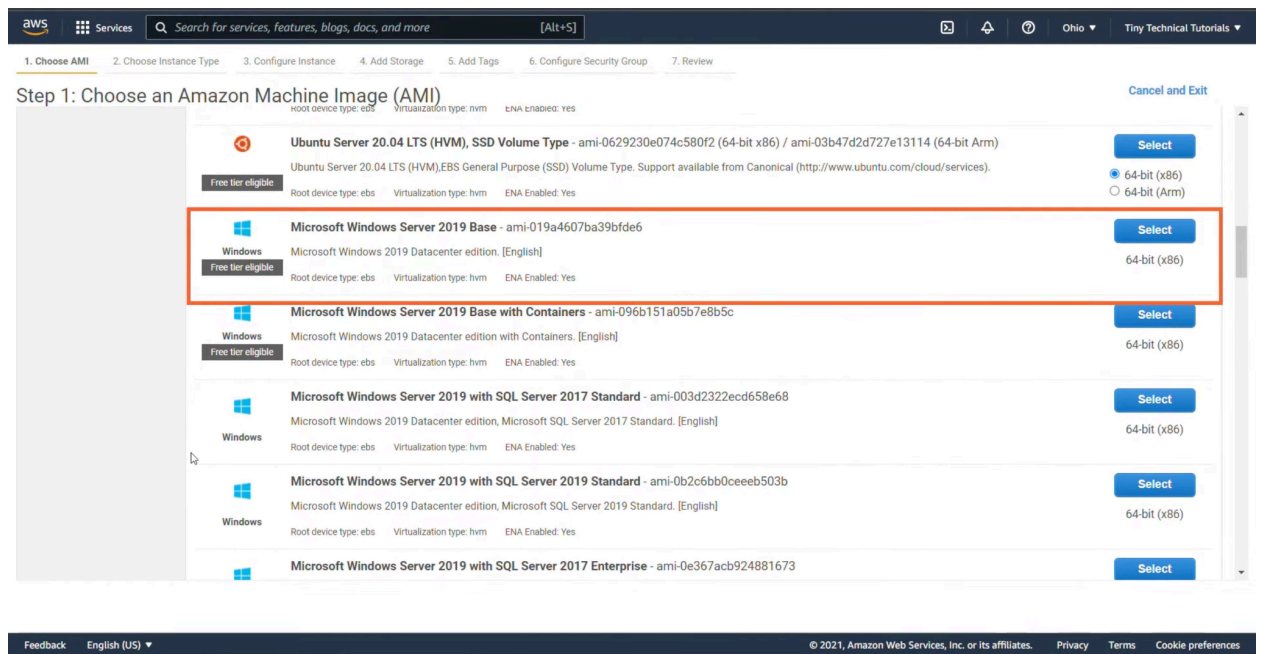 aws Services Search for services, features, blogs, docs, and more [Alt+S] Ohio Tiny Technical Tutorials
1. Choose AMI 2. Choose Instance Type 3. Configure Instance 4. Add Storage 5. Add Tags 6. Configure Security Group 7. Review
Step 1: Choose an Amazon Machine Image (AMI) Cancel and Exit
Root device type: ebs Virtualization type: hvm ENA Enabled: Yes
Ubuntu Server 20.04 LTS (HVM), SSD Volume Type - ami-0629230e074c580f2 (64-bit x86) / ami-03b47d2d727e13114 (64-bit Arm) Select
Ubuntu Server 20.04 LTS (HVM),EBS General Purpose (SSD) Volume Type. Support available from Canonical (http://www.ubuntu.com/cloud/services). 64-bit (x86)
Free tier eligible Root device type: ebs Virtualization type: hvm ENA Enabled: Yes 64-bit (Arm)
Microsoft Windows Server 2019 Base - ami-019a4607ba39bfde6 Select
Windows Microsoft Windows 2019 Datacenter edition. [English] 64-bit (x86)
Free tier eligible Root device type: ebs Virtualization type: hvm ENA Enabled: Yes
Microsoft Windows Server 2019 Base with Containers - ami-096b151a05b7e8b5c Select
Windows Microsoft Windows 2019 Datacenter edition with Containers. [English] 64-bit (x86)
Free tier eligible Root device type: ebs Virtualization type: hvm ENA Enabled: Yes
Microsoft Windows Server 2019 with SQL Server 2017 Standard - ami-003d2322ecd658e68 Select
Microsoft Windows 2019 Datacenter edition, Microsoft SQL Server 2017 Standard. [English] 64-bit (x86)
Windows Root device type: ebs Virtualization type: hvm ENA Enabled: Yes
Microsoft Windows Server 2019 with SQL Server 2019 Standard - ami-0b2c6bb0ceeeb503b Select
Microsoft Windows 2019 Datacenter edition, Microsoft SQL Server 2019 Standard. [English] 64-bit (x86)
Windows Root device type: ebs Virtualization type: hvm ENA Enabled: Yes
Microsoft Windows Server 2019 with SQL Server 2017 Enterprise - ami-0e367acb924881673 Select
Feedback English (US) © 2021, Amazon Web Services, Inc. or its affiliates. Privacy Terms Cookie preferences